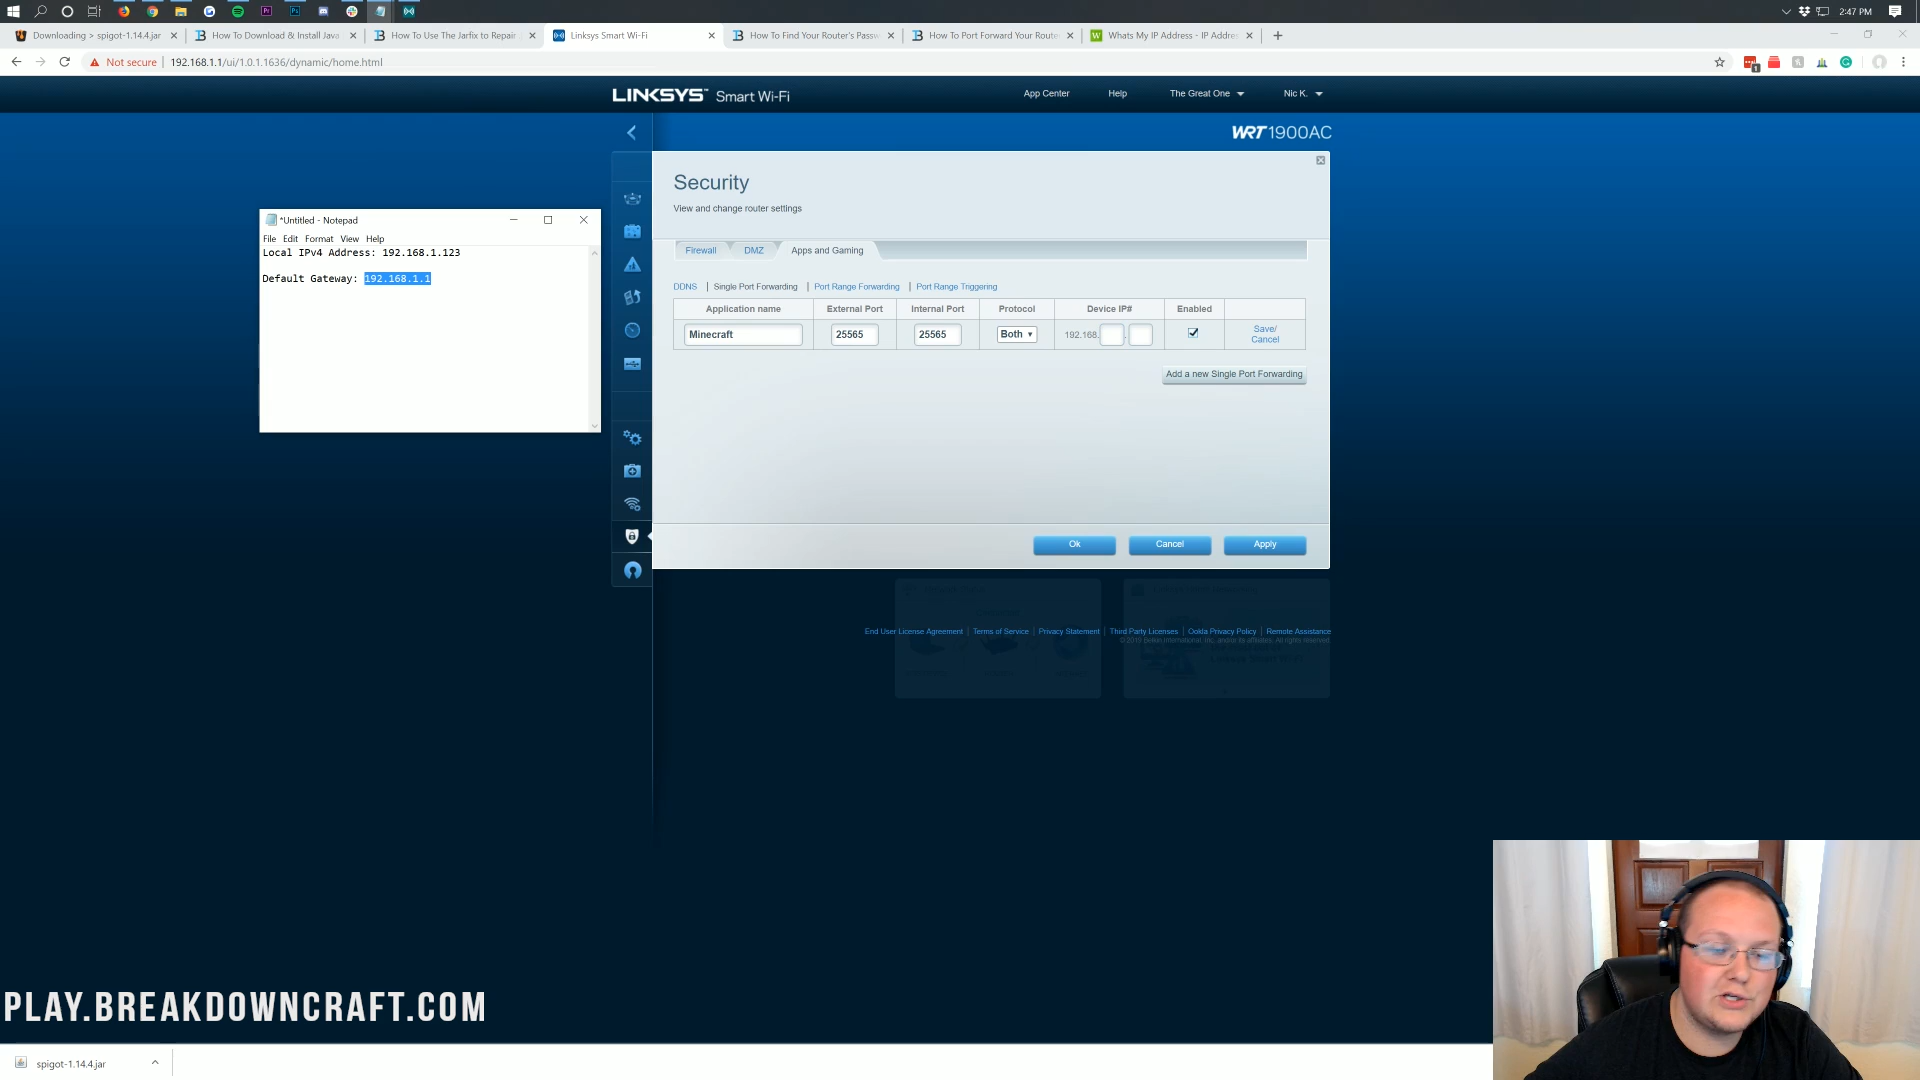 2:47 PM
Downloading > spigot-1.14.4.jar
How To Download & Install Java
How To Use The Jarfix to Repair
Linksys Smart Wi-Fi
How To Find Your Router's Passw
How To Port Forward Your Route
Whats My IP Address - IP Addre
Not secure
192.168.1.1/ui/1.0.1.1636/dynamic/home.html
LINKSYS Smart Wi-Fi
App Center
Help
The Great One
Nic K.
WRT1900AC
Security
View and change router settings
Firewall
DMZ
Apps and Gaming
DDNS | Single Port Forwarding | Port Range Forwarding | Port Range Triggering
Application name External Port Internal Port Protocol Device IP# Enabled
Minecraft 25565 25565 Both 192.168. . Save/
Cancel
Add a new Single Port Forwarding
Ok
Cancel
Apply
*Untitled - Notepad
File Edit Format View Help
Local IPv4 Address: 192.168.1.123
Default Gateway: 192.168.1.1
End User License Agreement | Terms of Service | Privacy Statement | Third Party Licenses | Ookla Privacy Policy | Remote Assistance
PLAY.BREAKDOWNCRAFT.COM
spigot-1.14.4.jar